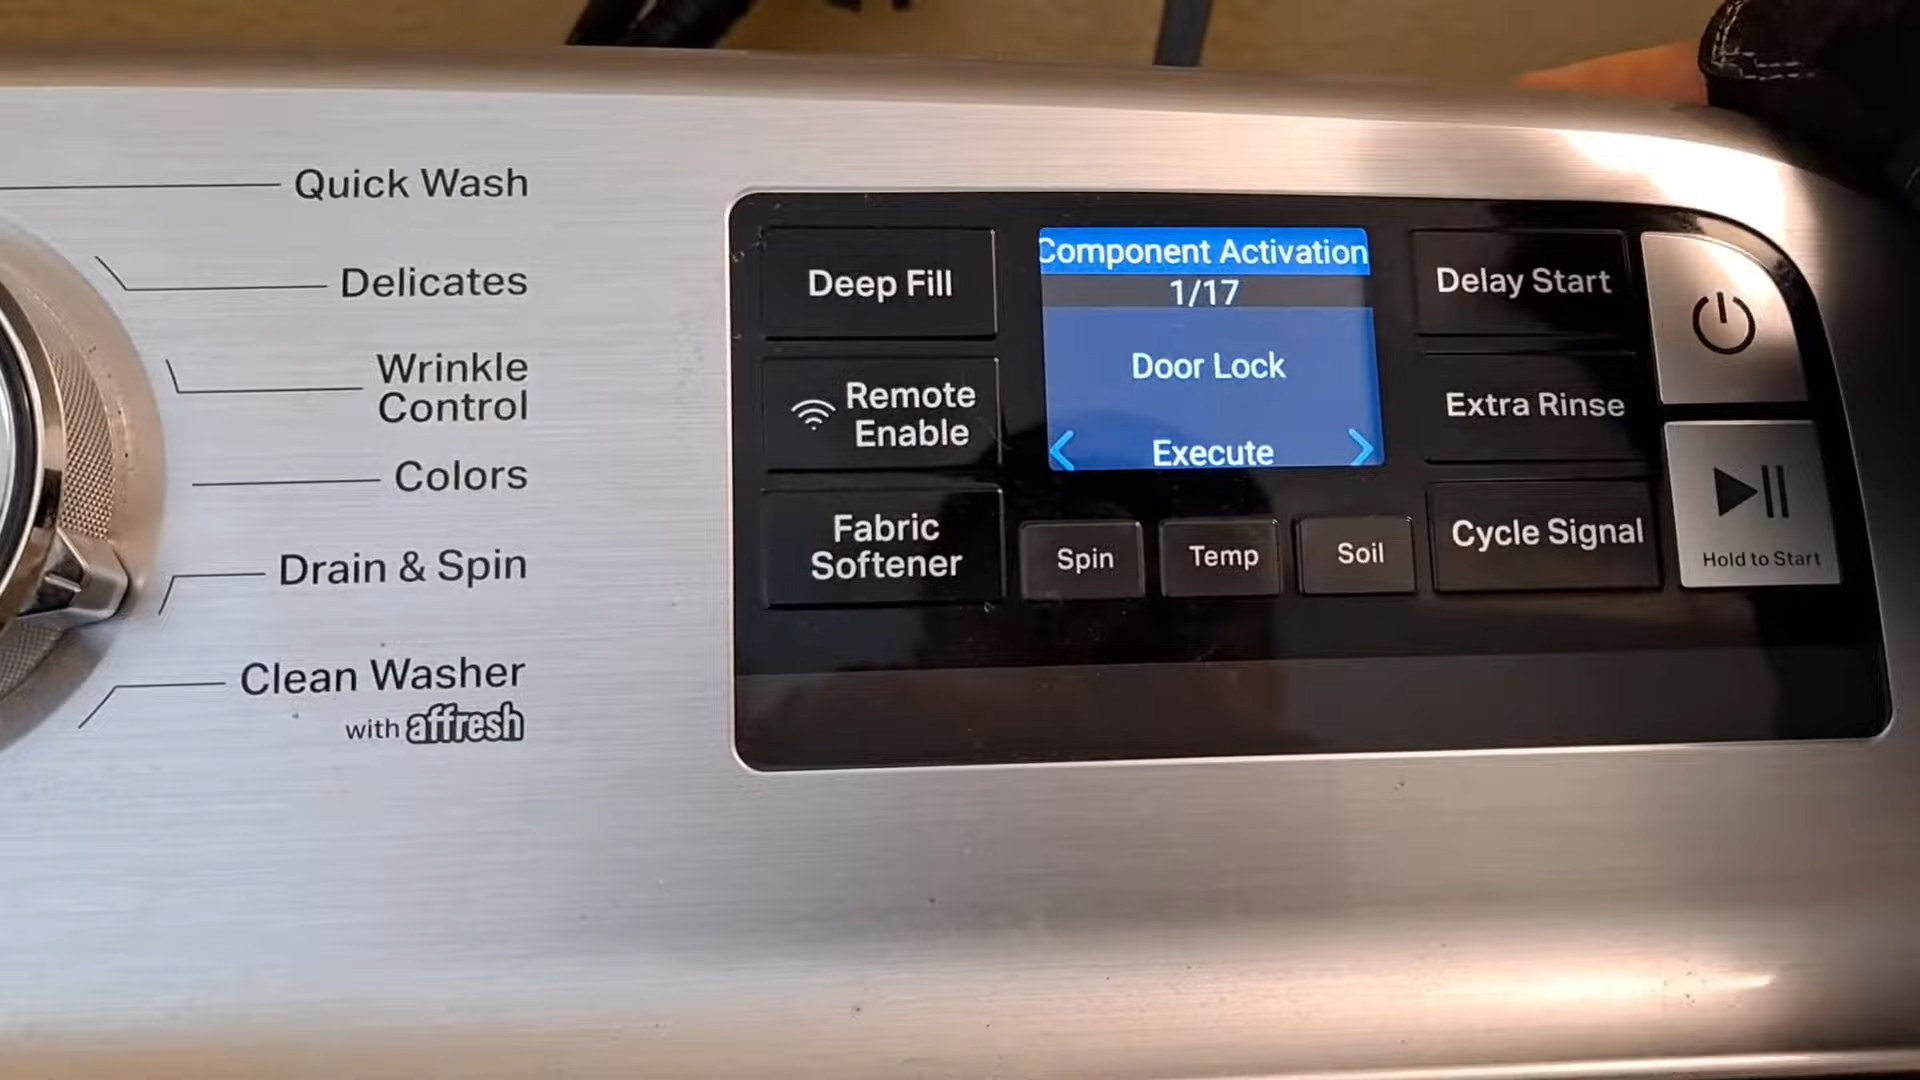 Quick Wash
Delicates
Wrinkle
Control
Colors
Drain & Spin
Clean Washer
with affresh
Deep Fill
Remote
Enable
Fabric
Softener
Component Activation
1/17
Door Lock
< Execute >
Spin
Temp
Soil
Delay Start
Extra Rinse
Cycle Signal
Hold to Start